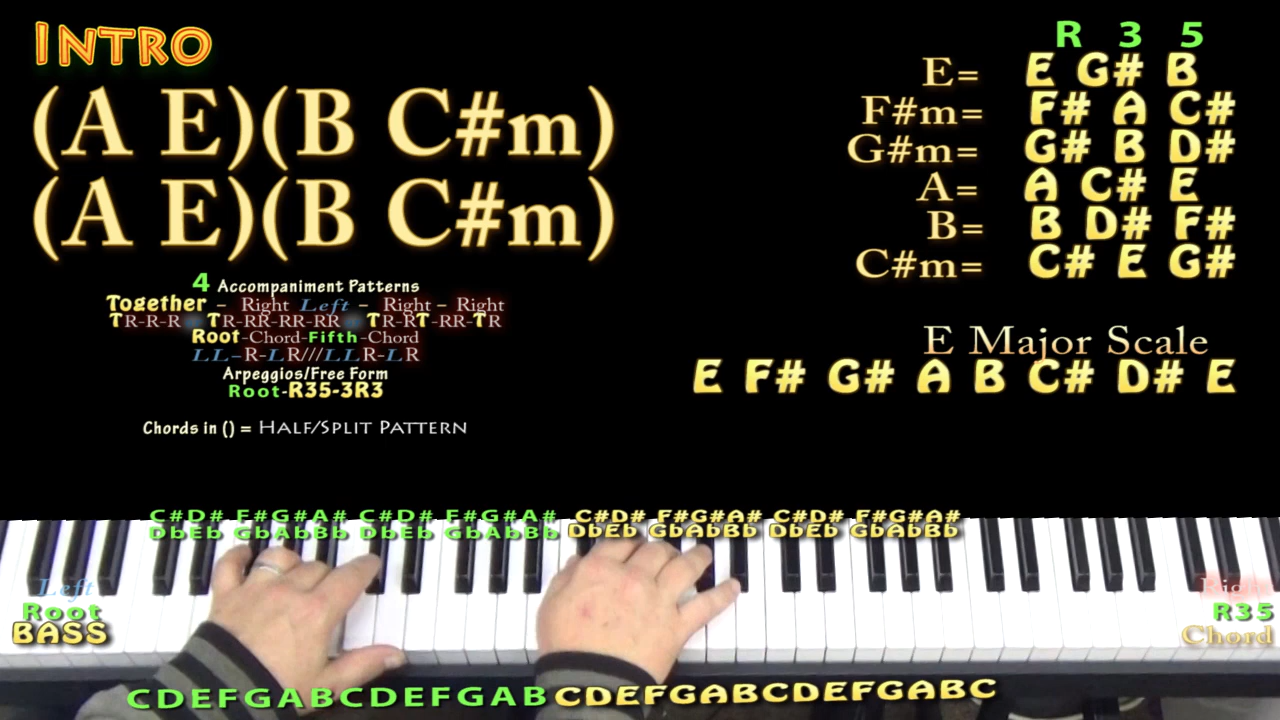 INTRO
(A E)(B C#m)
(A E)(B C#m)
4 Accompaniment Patterns
Together – Right Left – Right – Right
TR-R-R – TR-RR-RR-RR – TR-RT-RR-TR
Root-Chord-Fifth-Chord
LL-R-LR///LLR-LR
Arpeggios/Free Form
Root-R35-3R3
Chords in () = HALF/SPLIT PATTERN
R 3 5
E= E G# B
F#m= F# A C#
G#m= G# B D#
A= A C# E
B= B D# F#
C#m= C# E G#
E Major Scale
E F# G# A B C# D# E
C#D# F#G#A# C#D# F#G#A# C#D# F#G#A# C#D# F#G#A#
DbEb GbAbBb DbEb GbAbBb DbEb GbAbBb DbEb GbAbBb
Left
Root
BASS
Right
R35
Chord
CDEFGABCDEFGABCDEFGABCDEFGABC